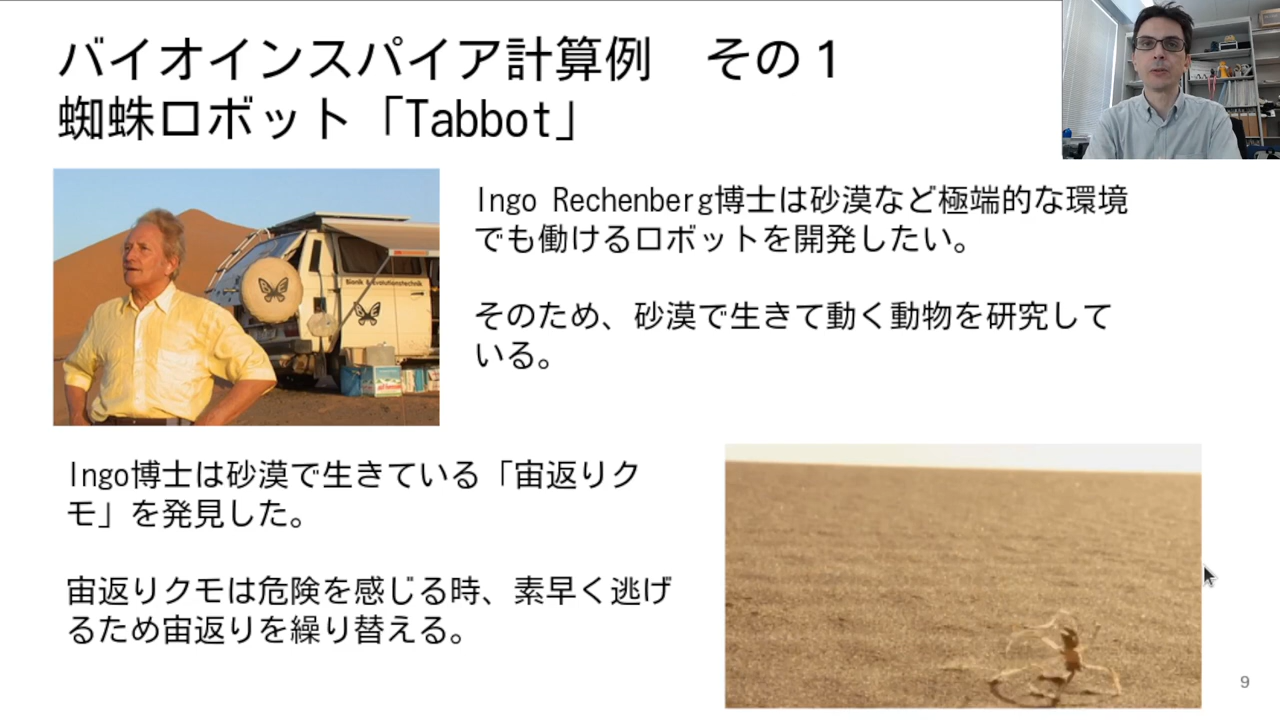 バイオインスパイア計算例　その１
蜘蛛ロボット「Tabbot」
Ingo Rechenberg博士は砂漠など極端的な環境
でも働けるロボットを開発したい。
そのため、砂漠で生きて動く動物を研究して
いる。
Bionik & Evolutionstechnik
Ingo博士は砂漠で生きている「宙返りク
モ」を発見した。
宙返りクモは危険を感じる時、素早く逃げ
るため宙返りを繰り替える。
9